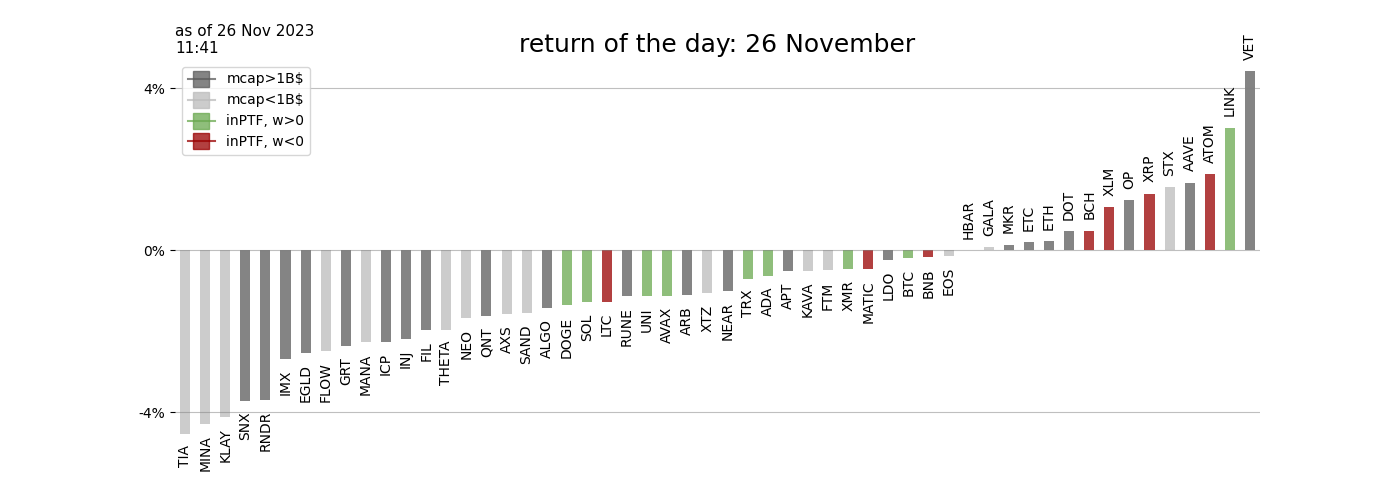 as of 26 Nov 2023
11:41
return of the day: 26 November
mcap>1B$
mcap<1B$
inPTF, w>0
inPTF, w<0
4%
0%
-4%
TIA
MINA
KLAY
SNX
RNDR
IMX
EGLD
FLOW
GRT
MANA
ICP
INJ
FIL
THETA
NEO
QNT
AXS
SAND
ALGO
DOGE
SOL
LTC
RUNE
UNI
AVAX
ARB
XTZ
NEAR
TRX
ADA
APT
KAVA
FTM
XMR
MATIC
LDO
BTC
BNB
EOS
HBAR
GALA
MKR
ETC
ETH
DOT
BCH
XLM
OP
XRP
STX
AAVE
ATOM
LINK
VET